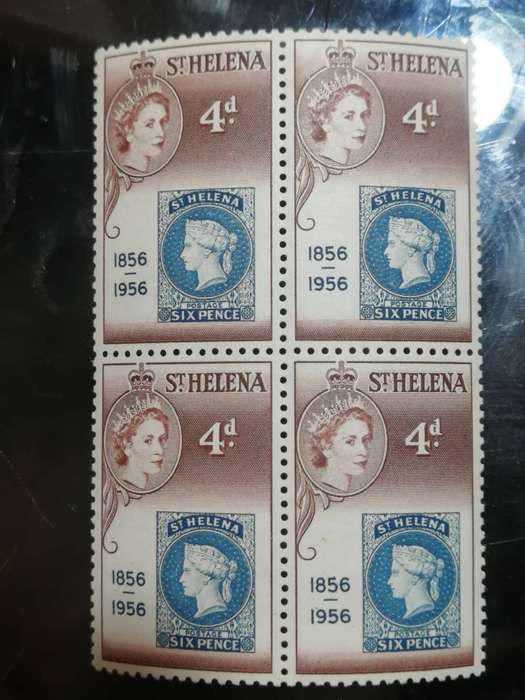 ST HELENA
4d.
ST HELENA
1856
1956
POSTAGE
SIX PENCE
ST HELENA
4d.
ST HELENA
1856
1956
POSTAGE
SIX PENCE
ST HELENA
4d.
ST HELENA
1856
1956
POSTAGE
SIX PENCE
ST HELENA
4d.
ST HELENA
1856
1956
POSTAGE
SIX PENCE